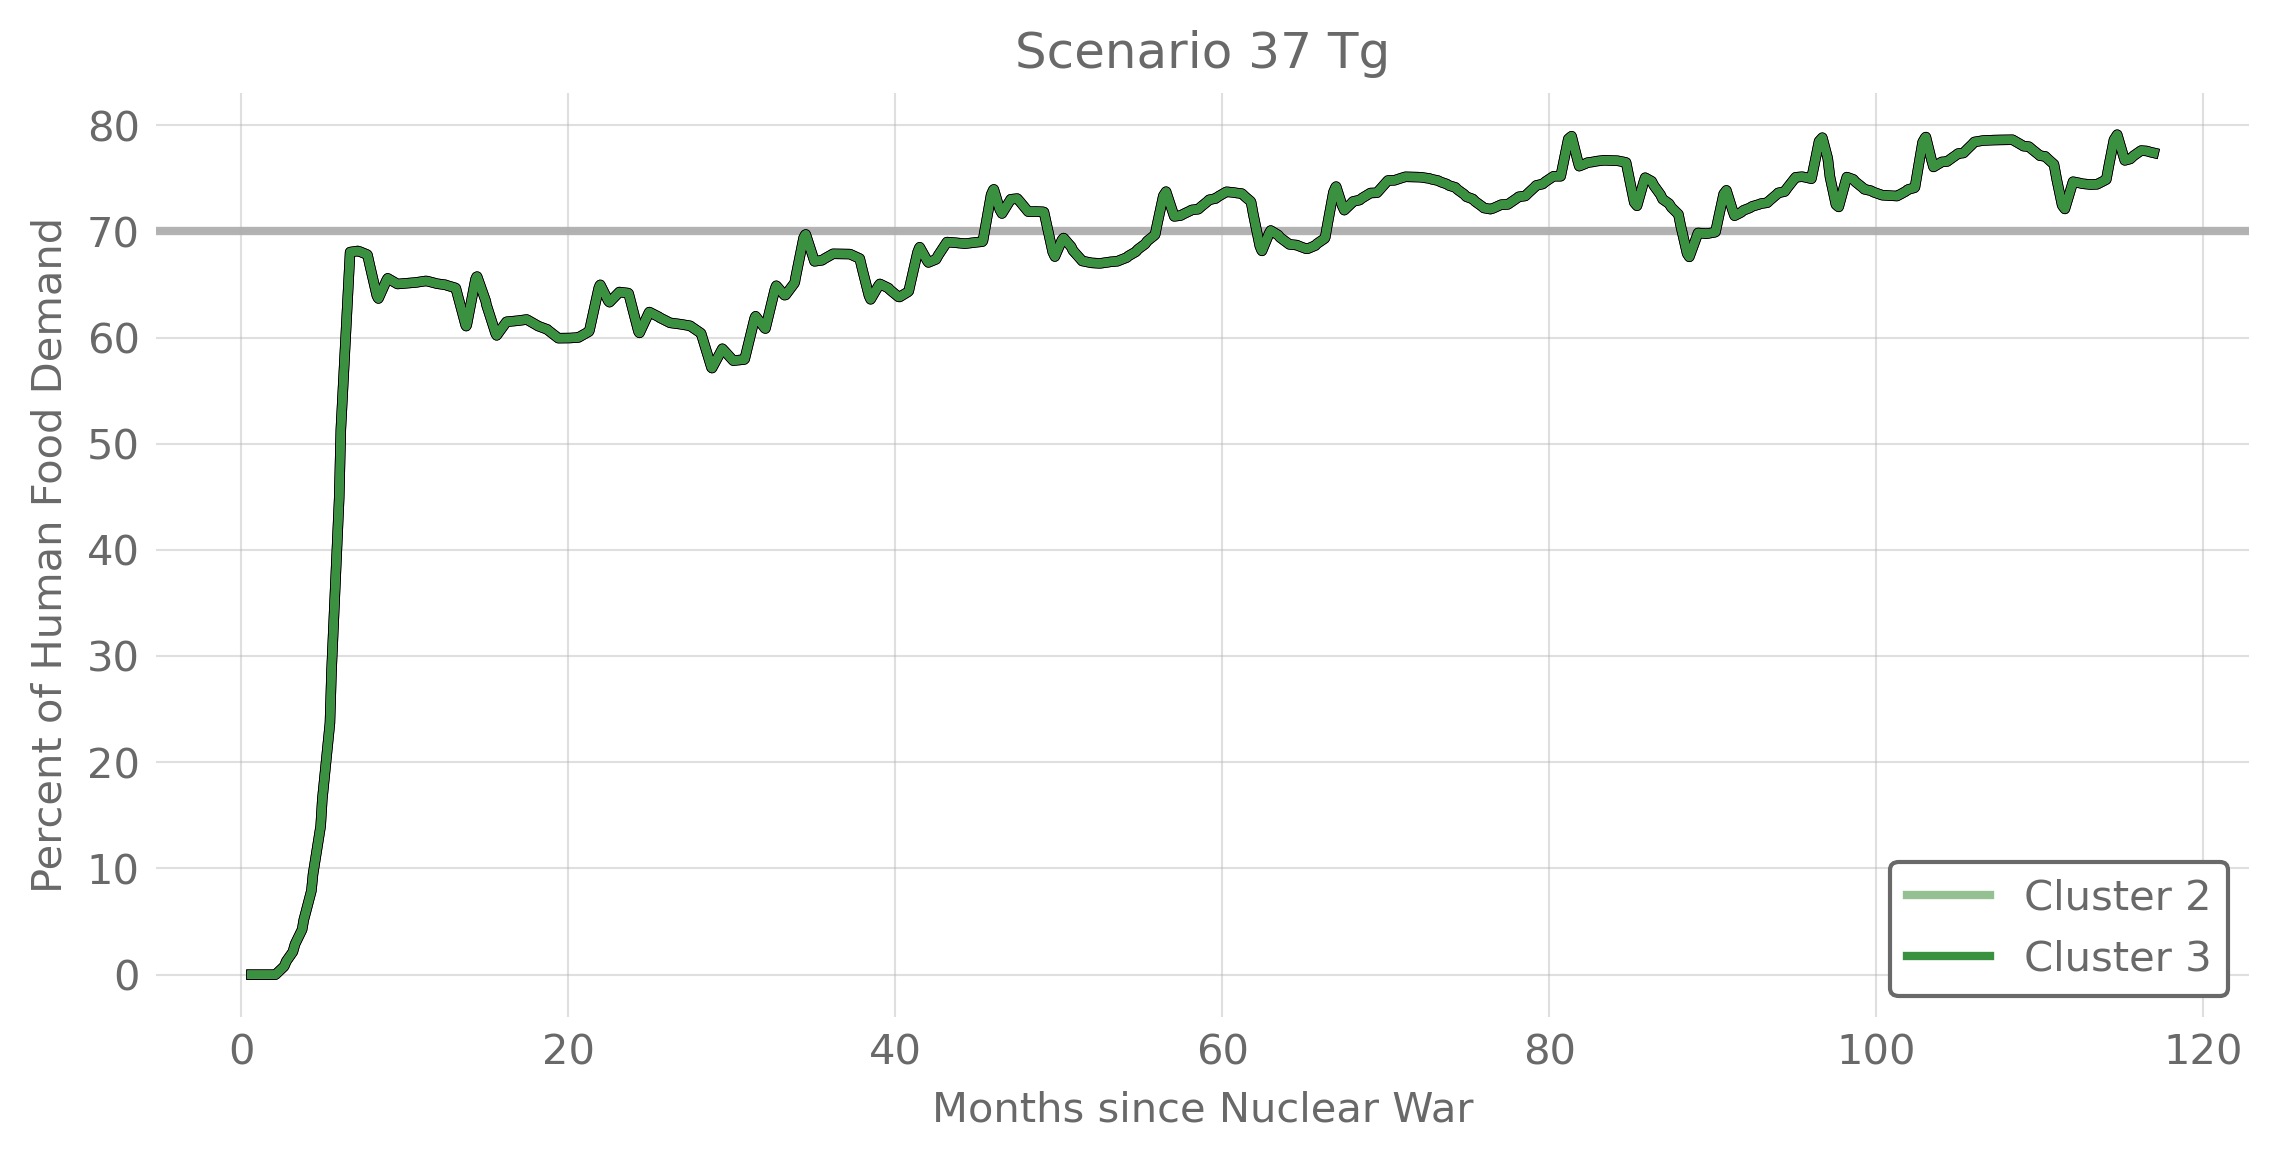 Scenario 37 Tg
Percent of Human Food Demand
80
70
60
50
40
30
20
10
0
0 20 40 60 80 100 120
Months since Nuclear War
Cluster 2
Cluster 3